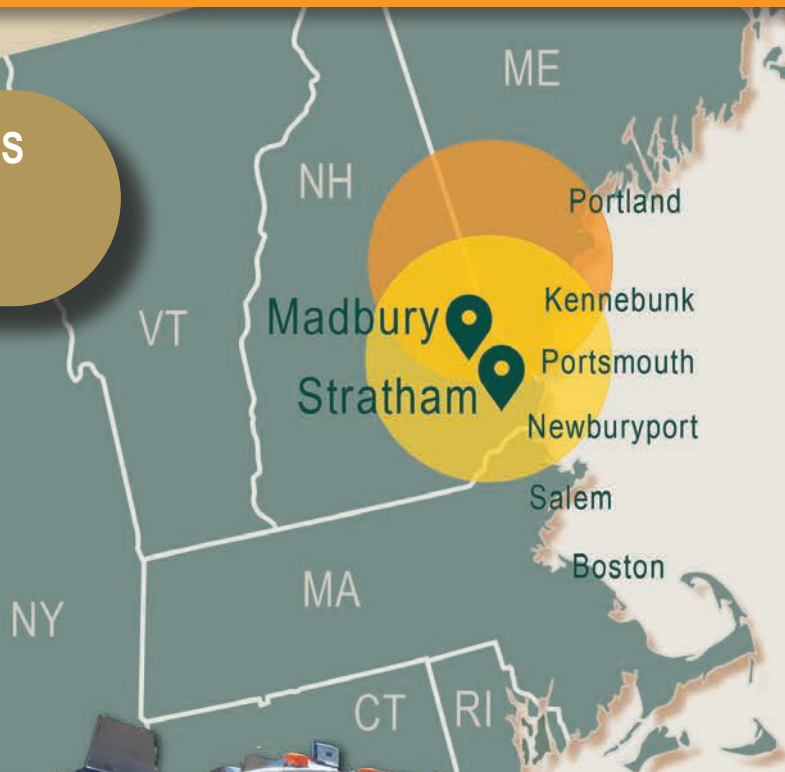 ME
S
NH
Portland
Kennebunk
Madbury
VT
Portsmouth
Stratham
Newburyport
Salem
Boston
MA
NY
CT
RI